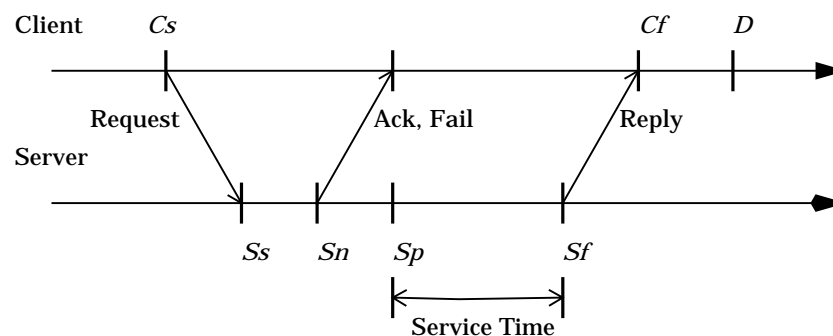 Client Cs Cf D
Request Ack, Fail Reply
Server
Ss Sn Sp Sf
Service Time